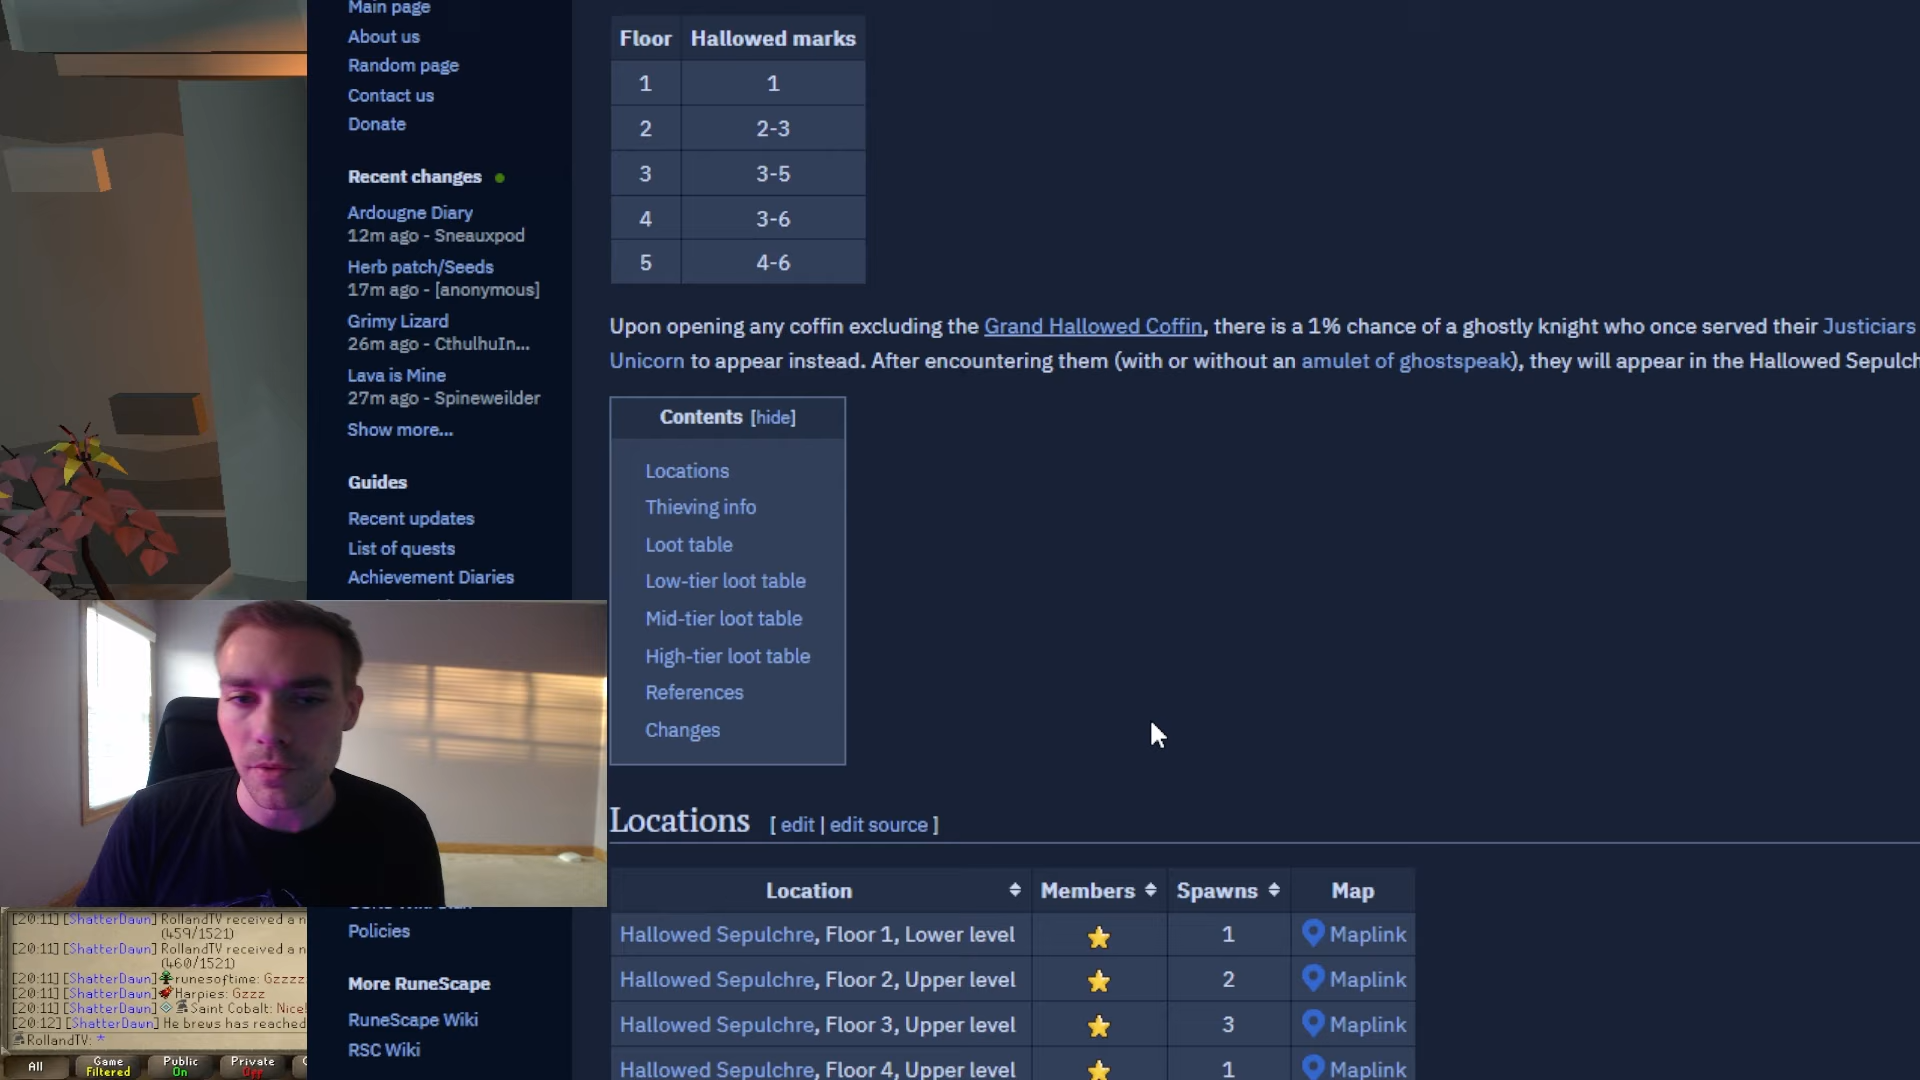 Main page
About us
Random page
Contact us
Donate
Recent changes
Ardougne Diary
12m ago - Sneauxpod
Herb patch/Seeds
17m ago - [anonymous]
Grimy Lizard
26m ago - CthulhuIn...
Lava is Mine
27m ago - Spineweilder
Show more...
Guides
Recent updates
List of quests
Achievement Diaries
Policies
More RuneScape
RuneScape Wiki
RSC Wiki
Floor Hallowed marks
1 1
2 2-3
3 3-5
4 3-6
5 4-6
Upon opening any coffin excluding the Grand Hallowed Coffin, there is a 1% chance of a ghostly knight who once served their Justiciars
Unicorn to appear instead. After encountering them (with or without an amulet of ghostspeak), they will appear in the Hallowed Sepulch
Contents [hide]
Locations
Thieving info
Loot table
Low-tier loot table
Mid-tier loot table
High-tier loot table
References
Changes
Locations [ edit | edit source ]
Location Members Spawns Map
Hallowed Sepulchre, Floor 1, Lower level 1 Maplink
Hallowed Sepulchre, Floor 2, Upper level 2 Maplink
Hallowed Sepulchre, Floor 3, Upper level 3 Maplink
Hallowed Sepulchre, Floor 4, Upper level 1 Maplink
[20:11] [ShatterDawn] RollandTV received a n
(459/1521)
[20:11] [ShatterDawn] RollandTV received a n
(460/1521)
[20:11] [ShatterDawn] runesoftime: Gzzzz
[20:11] [ShatterDawn] Harpies: Gzzz
[20:11] [ShatterDawn] Saint Cobalt: Nice!
[20:12] [ShatterDawn] He brews has reached
RollandTV: *
All Game Public Private
Filtered On